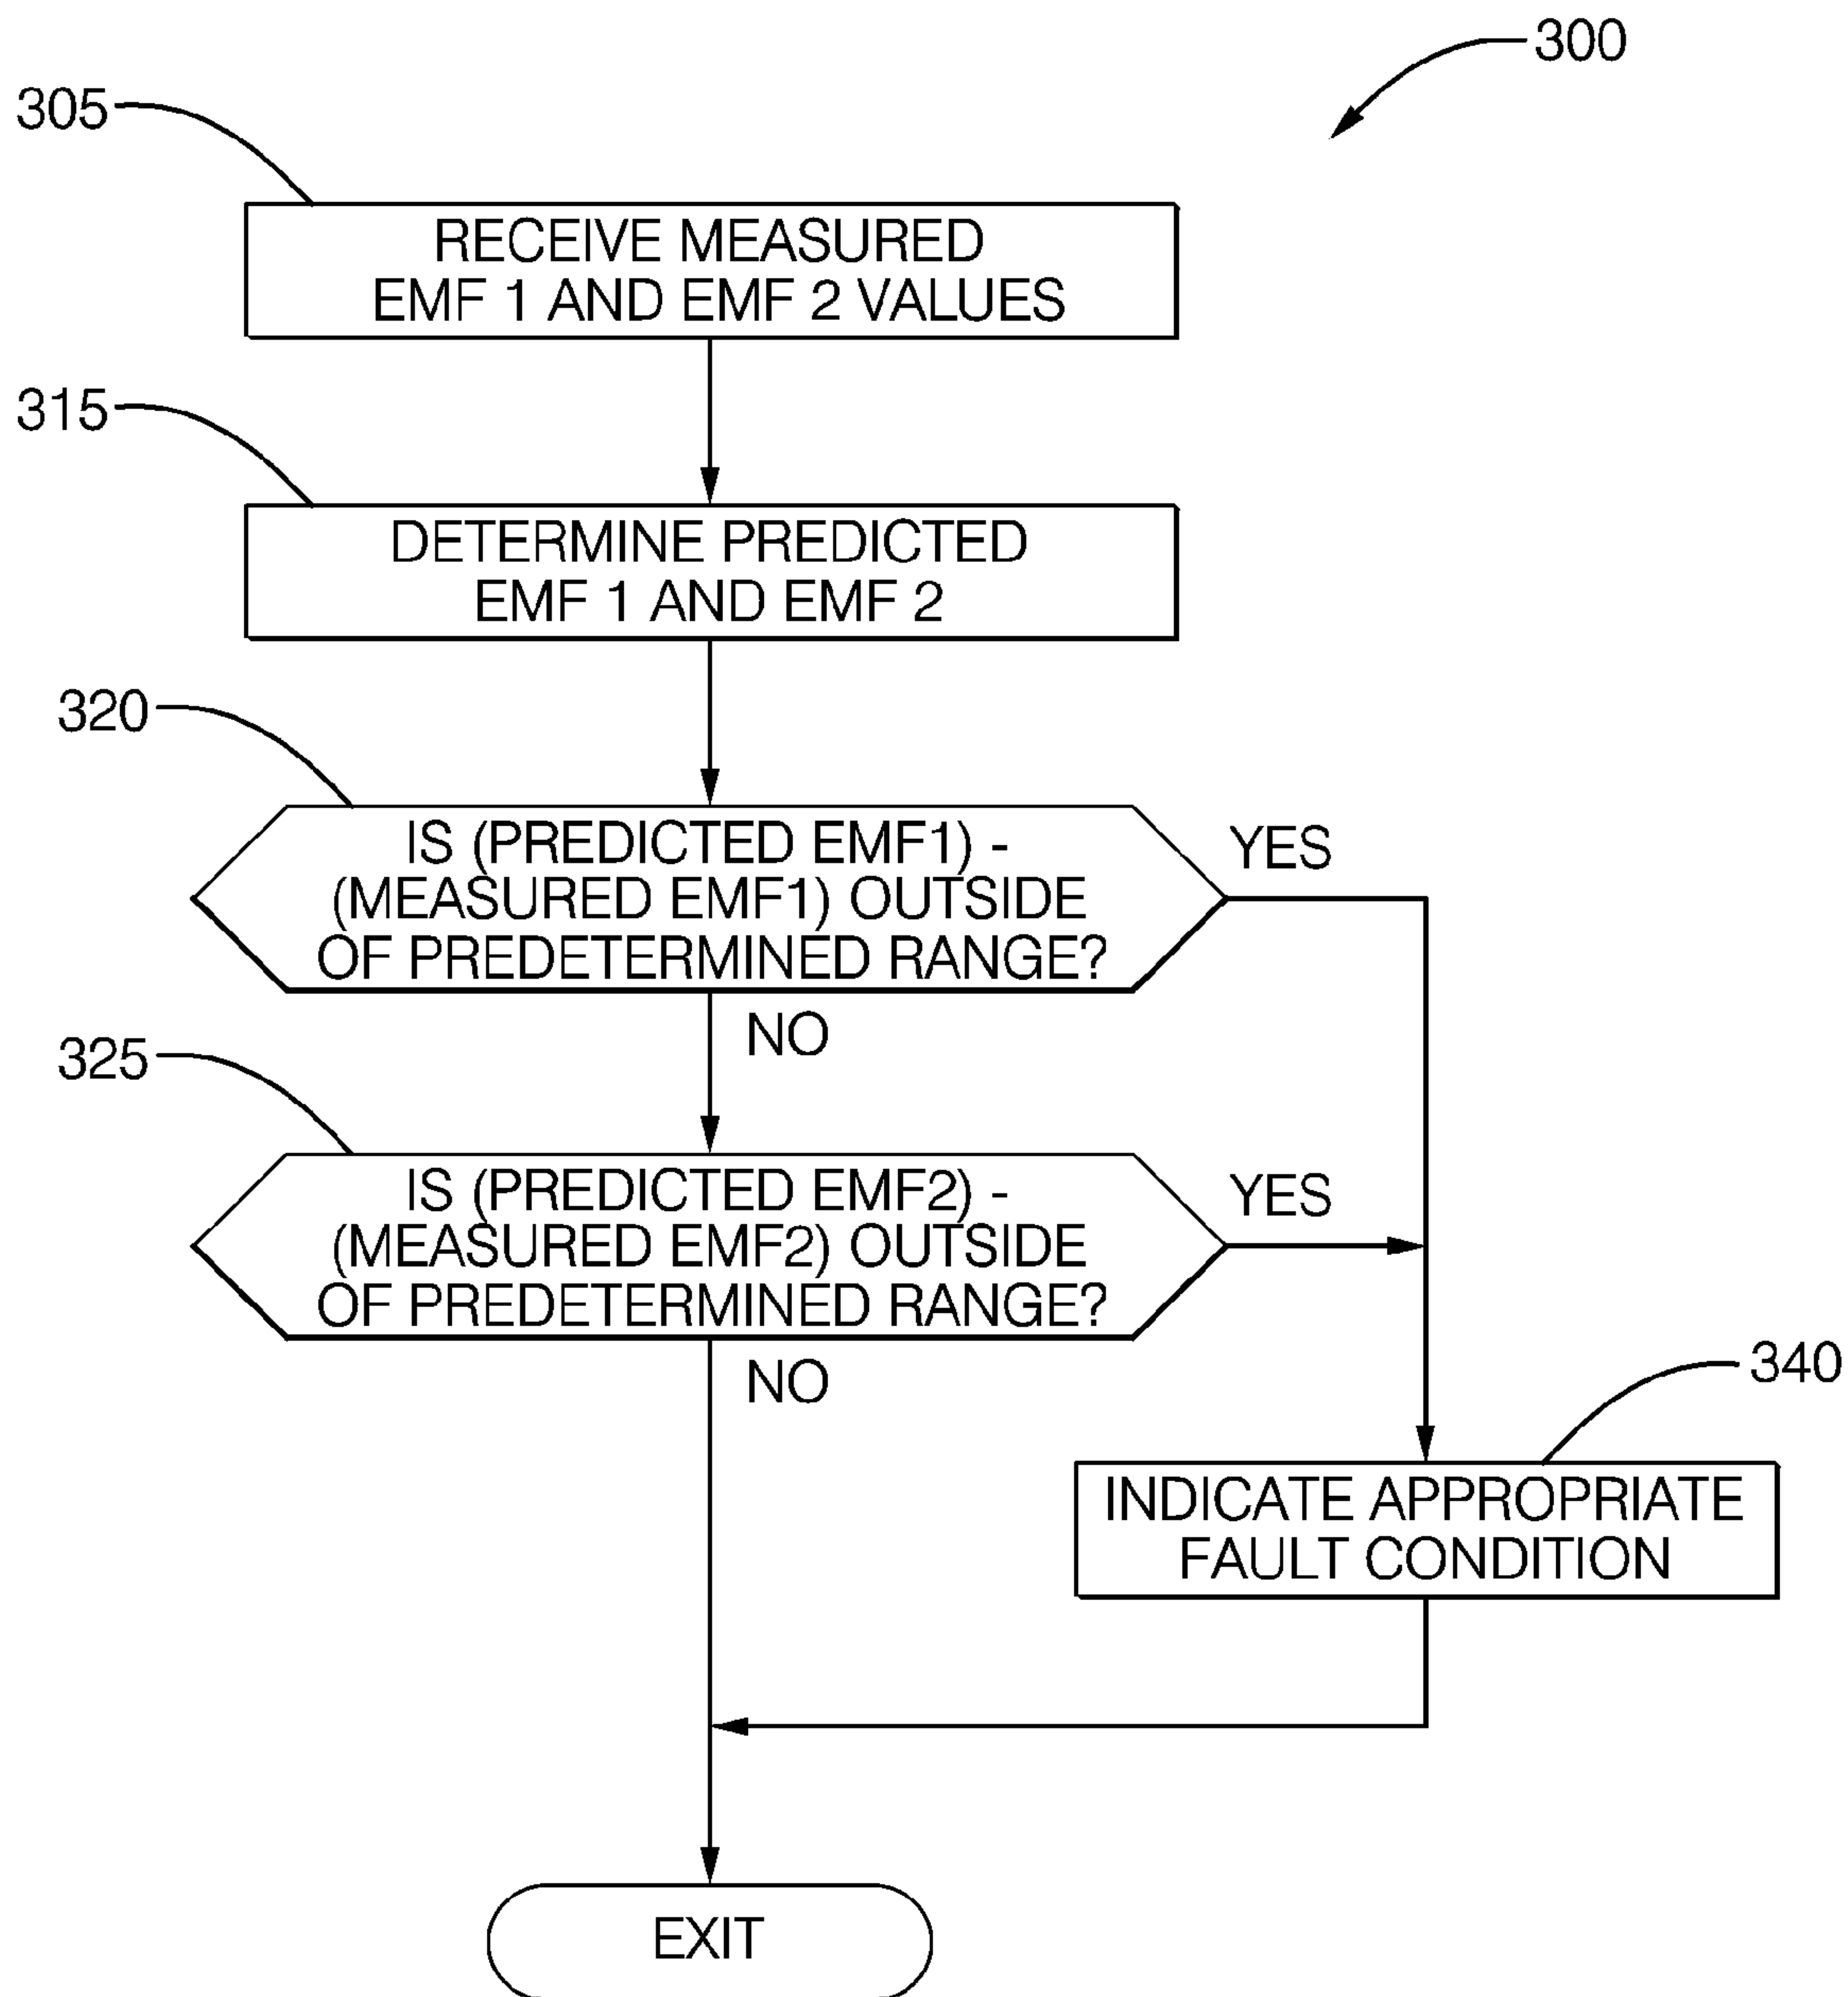 300
305
RECEIVE MEASURED
EMF 1 AND EMF 2 VALUES
315
DETERMINE PREDICTED
EMF 1 AND EMF 2
320
IS (PREDICTED EMF1) -
(MEASURED EMF1) OUTSIDE
OF PREDETERMINED RANGE?
YES
NO
325
IS (PREDICTED EMF2) -
(MEASURED EMF2) OUTSIDE
OF PREDETERMINED RANGE?
YES
NO
340
INDICATE APPROPRIATE
FAULT CONDITION
EXIT